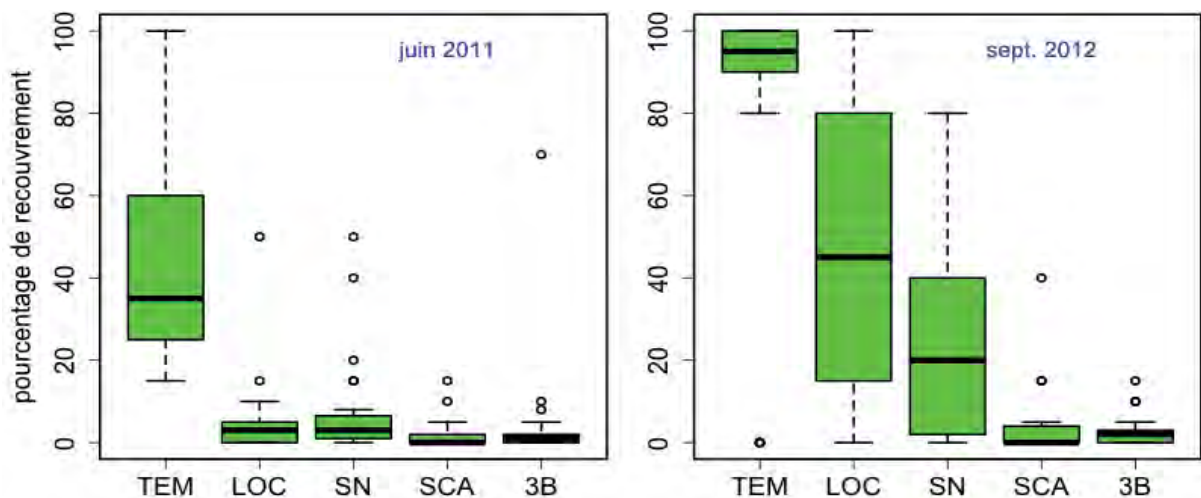 pourcentage de recouvrement
0 20 40 60 80 100
juin 2011
TEM LOC SN SCA 3B
0 20 40 60 80 100
sept. 2012
TEM LOC SN SCA 3B